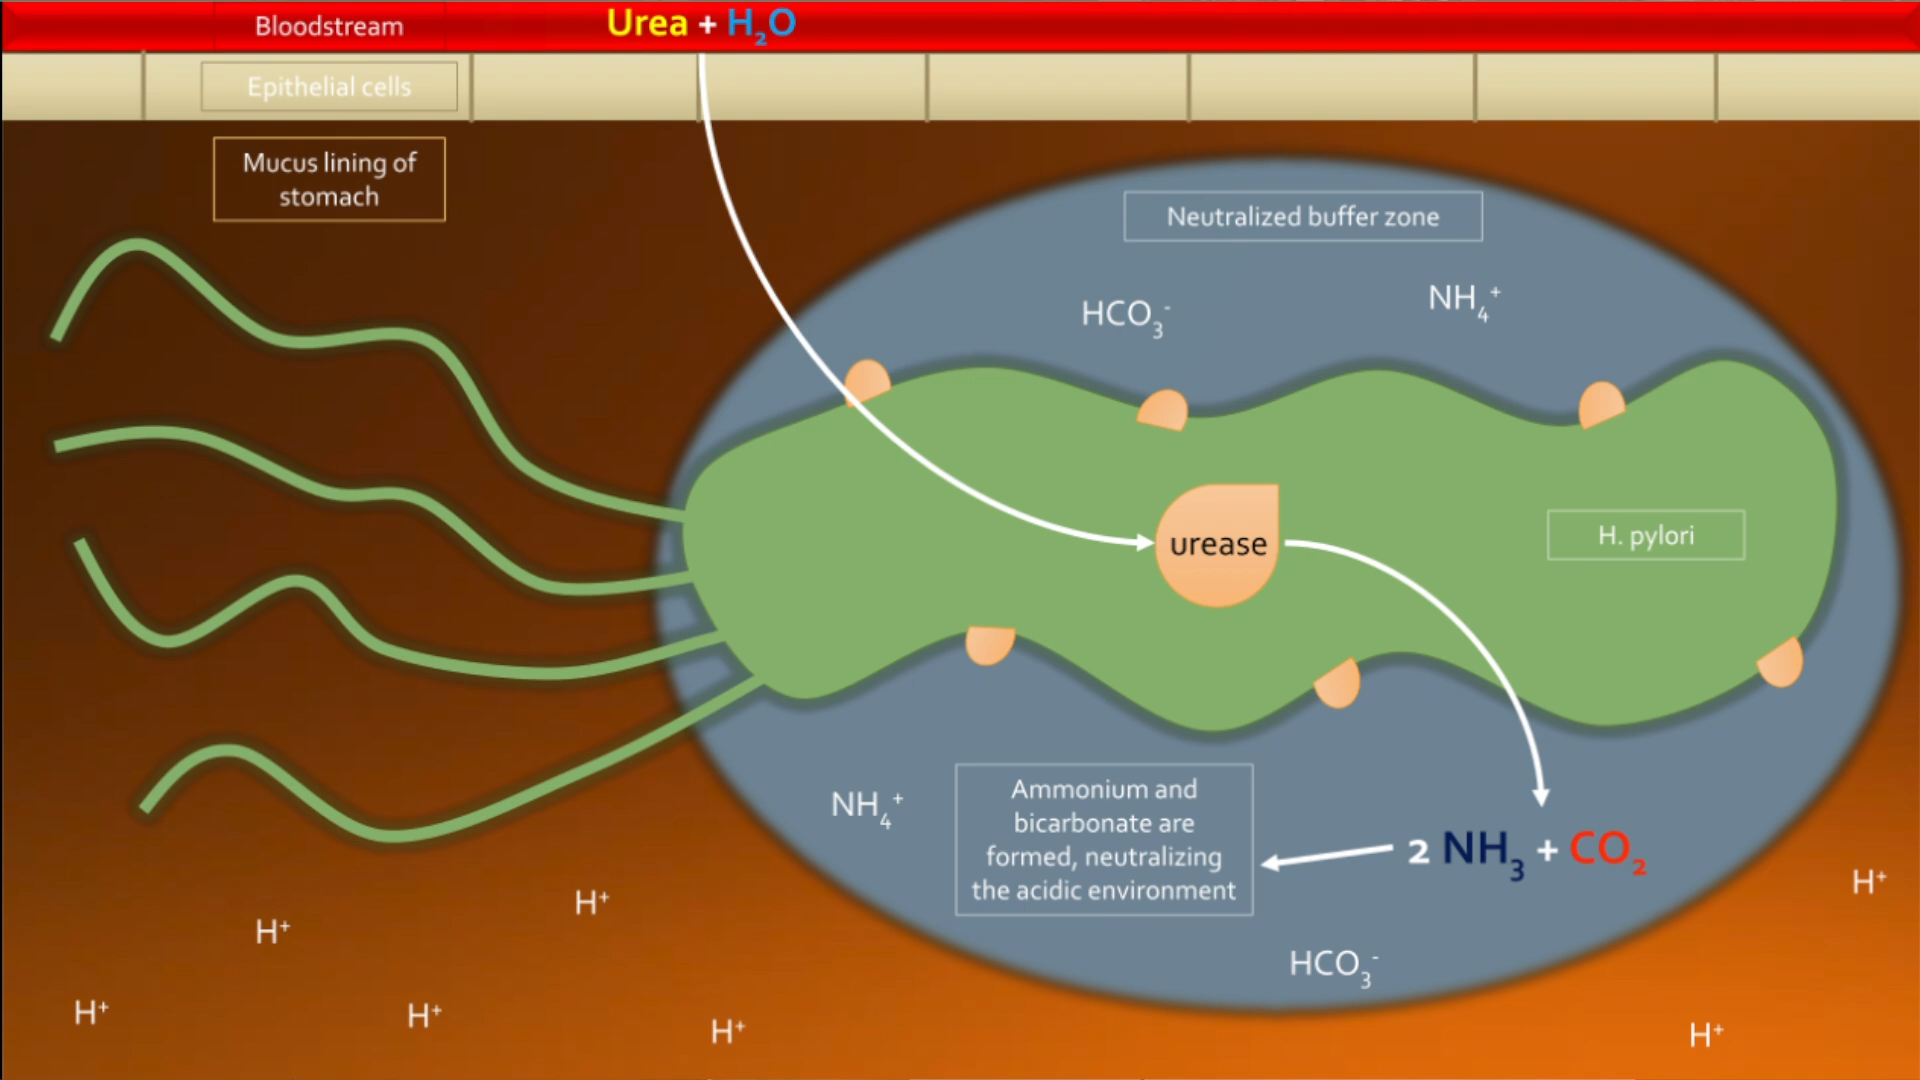 Bloodstream
Urea + H₂O
Epithelial cells
Mucus lining of
stomach
Neutralized buffer zone
HCO₃⁻
NH₄⁺
urease
H. pylori
NH₄⁺
Ammonium and
bicarbonate are
formed, neutralizing
the acidic environment
2 NH₃ + CO₂
HCO₃⁻
H⁺
H⁺
H⁺
H⁺
H⁺
H⁺
H⁺